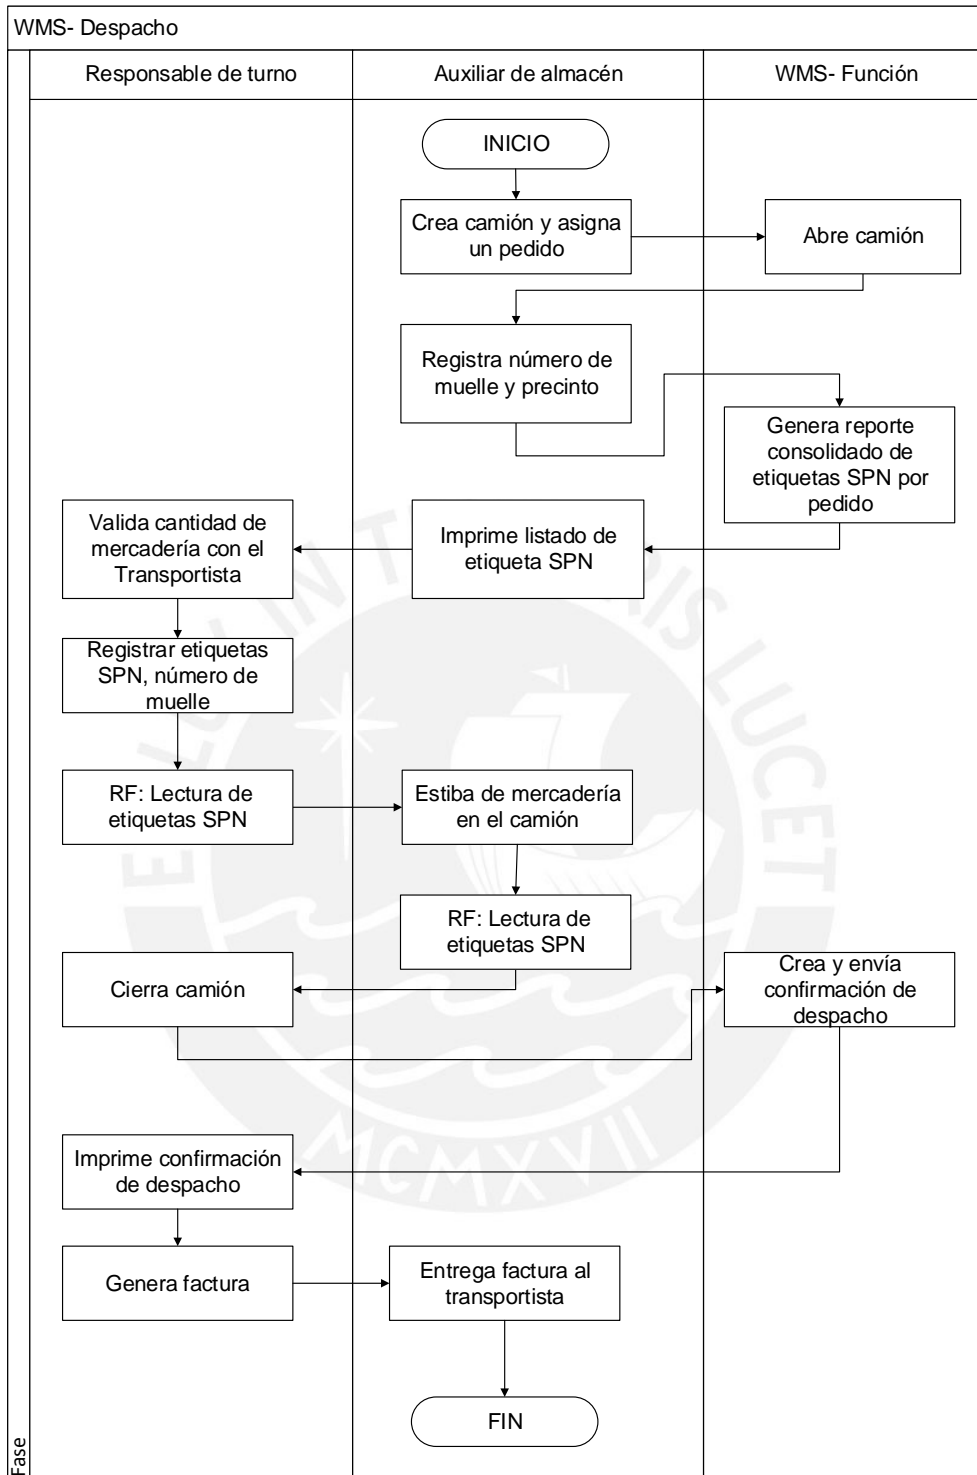 WMS- Despacho
Responsable de turno
Auxiliar de almacén
WMS- Función
INICIO
Crea camión y asigna
un pedido
Abre camión
Registra número de
muelle y precinto
Genera reporte
consolidado de
etiquetas SPN por
pedido
Imprime listado de
etiqueta SPN
Valida cantidad de
mercadería con el
Transportista
Registrar etiquetas
SPN, número de
muelle
RF: Lectura de
etiquetas SPN
Estiba de mercadería
en el camión
RF: Lectura de
etiquetas SPN
Cierra camión
Crea y envía
confirmación de
despacho
Imprime confirmación
de despacho
Genera factura
Entrega factura al
transportista
FIN
Fase
MCMXVII